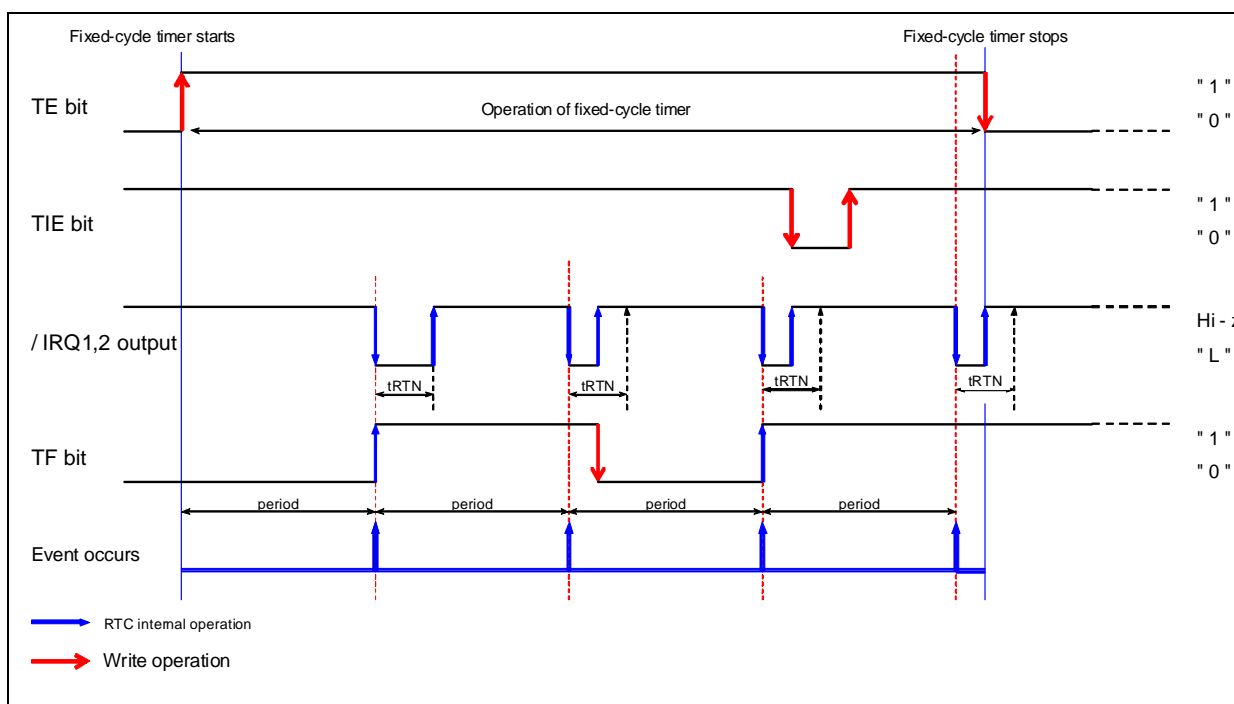 Fixed-cycle timer starts
Fixed-cycle timer stops
TE bit
Operation of fixed-cycle timer
" 1 "
" 0 "
TIE bit
" 1 "
" 0 "
/ IRQ1,2 output
Hi - z
" L "
tRTN
tRTN
tRTN
tRTN
TF bit
" 1 "
" 0 "
period
period
period
period
Event occurs
RTC internal operation
Write operation